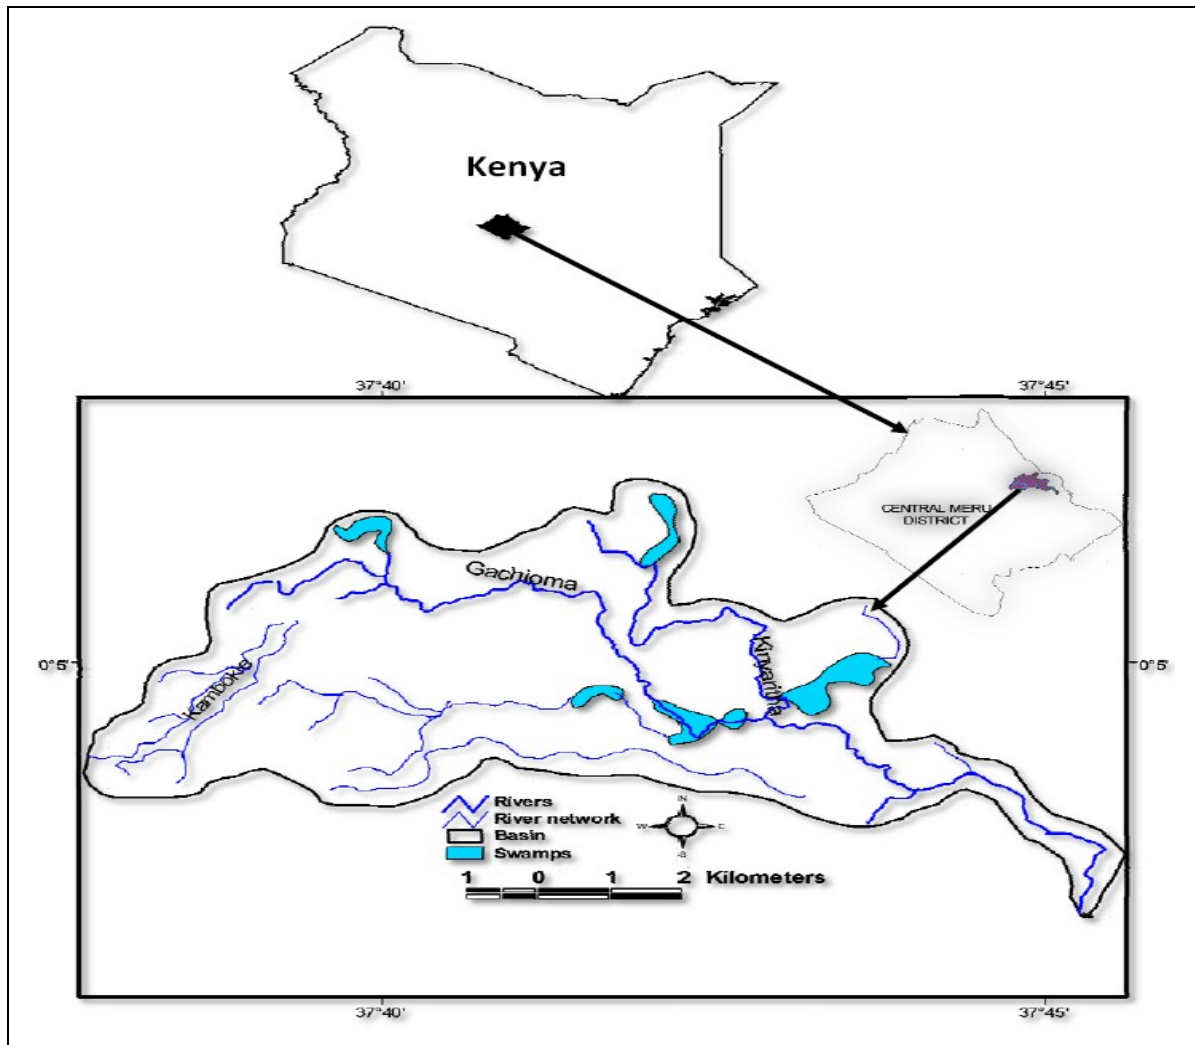 Kenya
37°40'
37°45'
CENTRAL MERU
DISTRICT
Gachioma
Kinyaritha
Kambokie
0°5'
0°5'
Rivers
River network
Basin
Swamps
N
W
E
S
1 0 1 2 Kilometers
37°40'
37°45'